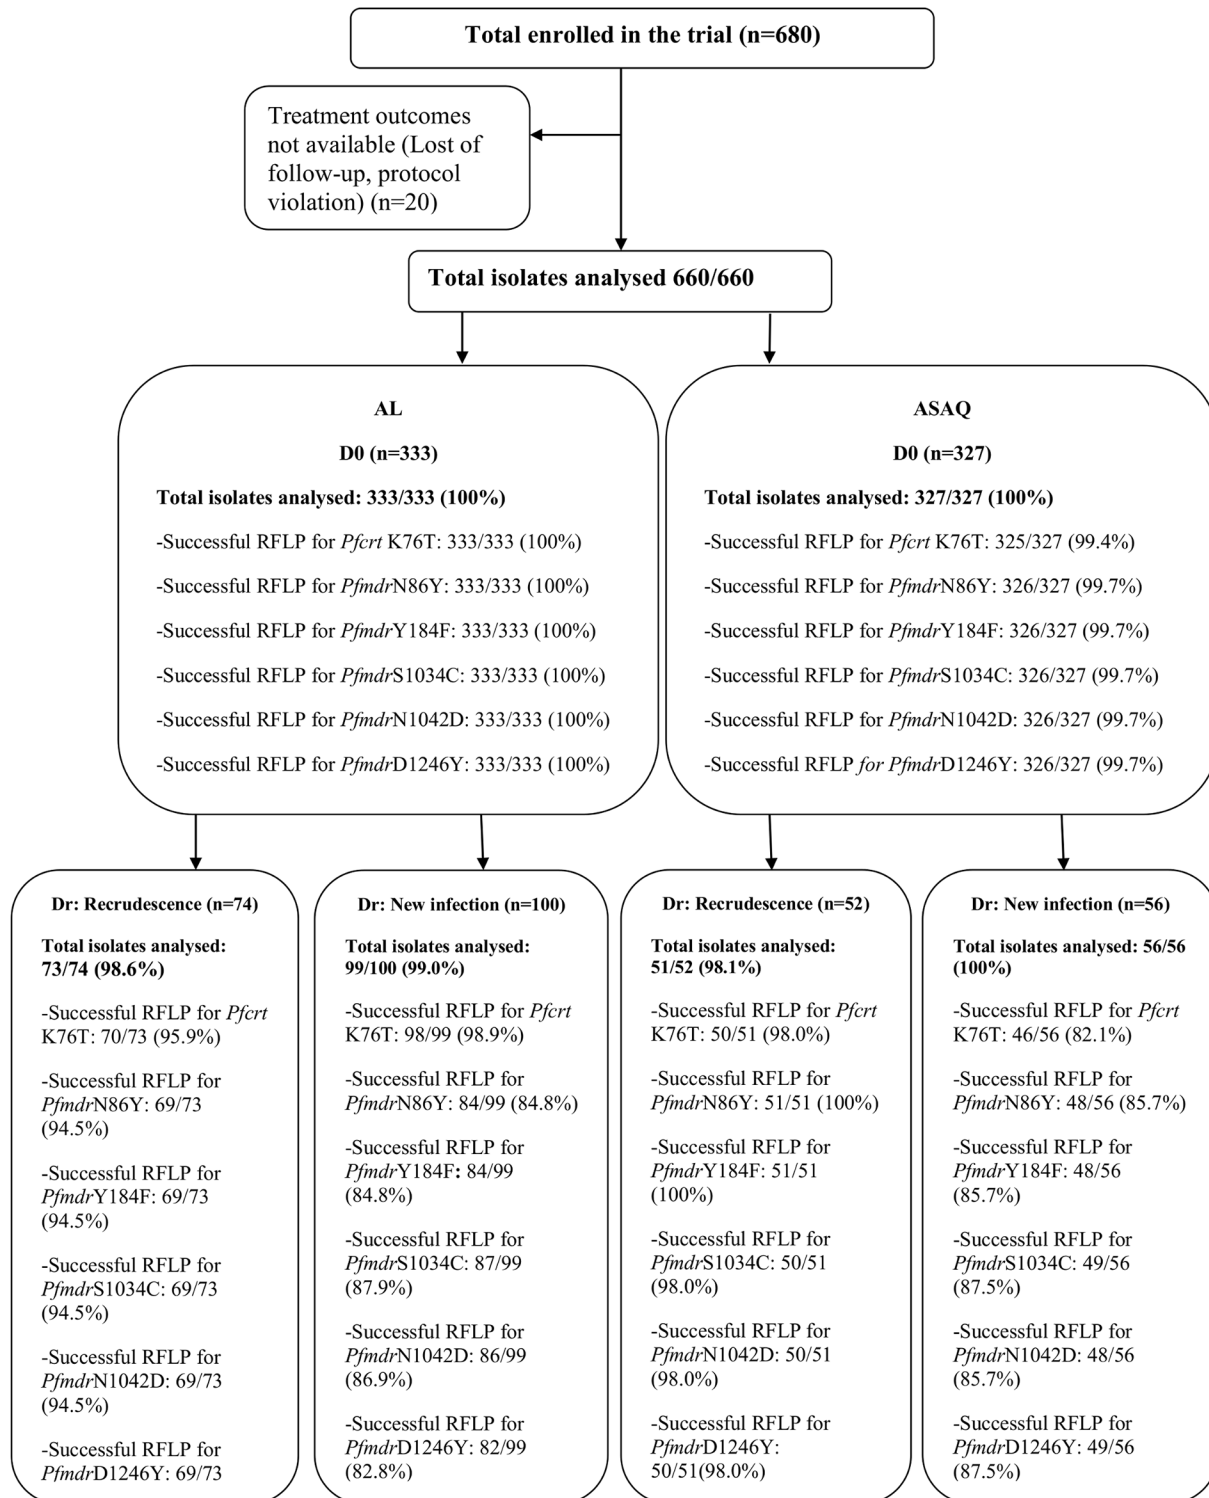 Total enrolled in the trial (n=680)
Treatment outcomes
not available (Lost of
follow-up, protocol
violation) (n=20)
Total isolates analysed 660/660
AL
D0 (n=333)
Total isolates analysed: 333/333 (100%)
-Successful RFLP for Pfcrt K76T: 333/333 (100%)
-Successful RFLP for PfmdrN86Y: 333/333 (100%)
-Successful RFLP for PfmdrY184F: 333/333 (100%)
-Successful RFLP for PfmdrS1034C: 333/333 (100%)
-Successful RFLP for PfmdrN1042D: 333/333 (100%)
-Successful RFLP for PfmdrD1246Y: 333/333 (100%)
ASAQ
D0 (n=327)
Total isolates analysed: 327/327 (100%)
-Successful RFLP for Pfcrt K76T: 325/327 (99.4%)
-Successful RFLP for PfmdrN86Y: 326/327 (99.7%)
-Successful RFLP for PfmdrY184F: 326/327 (99.7%)
-Successful RFLP for PfmdrS1034C: 326/327 (99.7%)
-Successful RFLP for PfmdrN1042D: 326/327 (99.7%)
-Successful RFLP for PfmdrD1246Y: 326/327 (99.7%)
Dr: Recrudescence (n=74)
Total isolates analysed:
73/74 (98.6%)
-Successful RFLP for Pfcrt
K76T: 70/73 (95.9%)
-Successful RFLP for
PfmdrN86Y: 69/73
(94.5%)
-Successful RFLP for
PfmdrY184F: 69/73
(94.5%)
-Successful RFLP for
PfmdrS1034C: 69/73
(94.5%)
-Successful RFLP for
PfmdrN1042D: 69/73
(94.5%)
-Successful RFLP for
PfmdrD1246Y: 69/73
Dr: New infection (n=100)
Total isolates analysed:
99/100 (99.0%)
-Successful RFLP for Pfcrt
K76T: 98/99 (98.9%)
-Successful RFLP for
PfmdrN86Y: 84/99 (84.8%)
-Successful RFLP for
PfmdrY184F: 84/99
(84.8%)
-Successful RFLP for
PfmdrS1034C: 87/99
(87.9%)
-Successful RFLP for
PfmdrN1042D: 86/99
(86.9%)
-Successful RFLP for
PfmdrD1246Y: 82/99
(82.8%)
Dr: Recrudescence (n=52)
Total isolates analysed:
51/52 (98.1%)
-Successful RFLP for Pfcrt
K76T: 50/51 (98.0%)
-Successful RFLP for
PfmdrN86Y: 51/51 (100%)
-Successful RFLP for
PfmdrY184F: 51/51
(100%)
-Successful RFLP for
PfmdrS1034C: 50/51
(98.0%)
-Successful RFLP for
PfmdrN1042D: 50/51
(98.0%)
-Successful RFLP for
PfmdrD1246Y:
50/51(98.0%)
Dr: New infection (n=56)
Total isolates analysed: 56/56
(100%)
-Successful RFLP for Pfcrt
K76T: 46/56 (82.1%)
-Successful RFLP for
PfmdrN86Y: 48/56 (85.7%)
-Successful RFLP for
PfmdrY184F: 48/56
(85.7%)
-Successful RFLP for
PfmdrS1034C: 49/56
(87.5%)
-Successful RFLP for
PfmdrN1042D: 48/56
(85.7%)
-Successful RFLP for
PfmdrD1246Y: 49/56
(87.5%)